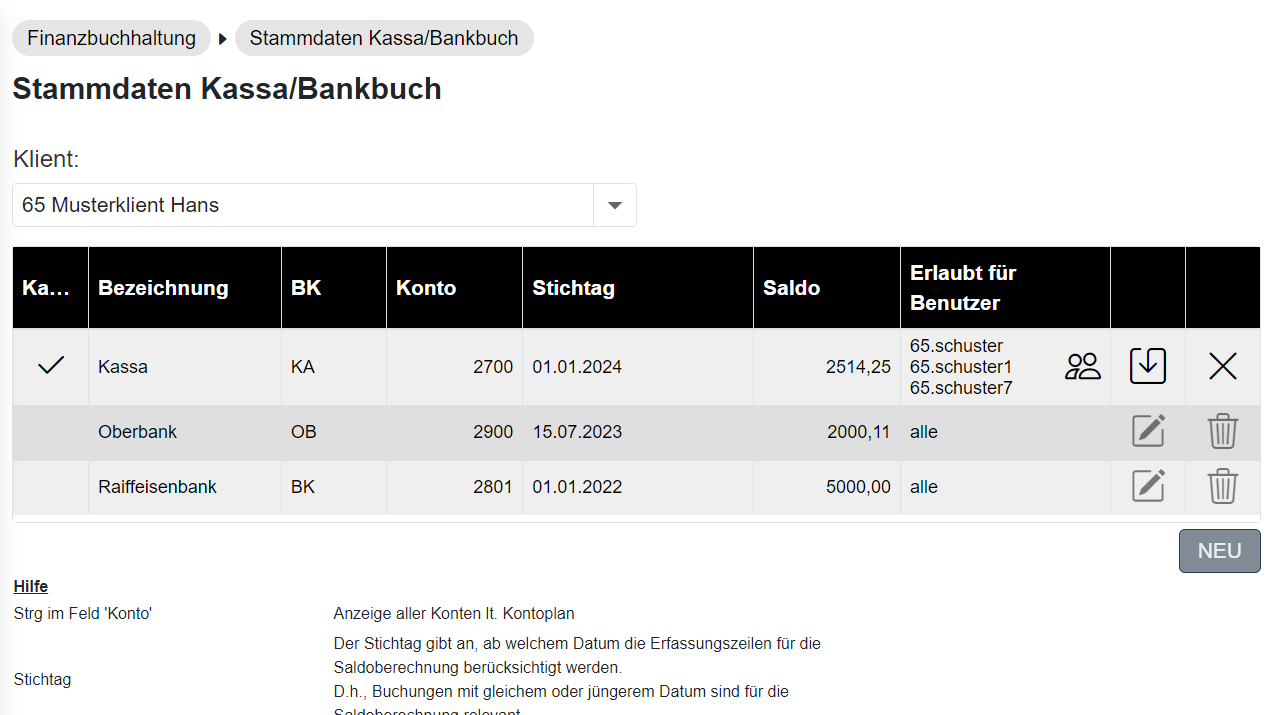 Finanzbuchhaltung Stammdaten Kassa/Bankbuch
Stammdaten Kassa/Bankbuch
Klient:
65 Musterklient Hans
Ka... Bezeichnung BK Konto Stichtag Saldo Erlaubt für Benutzer
Kassa KA 2700 01.01.2024 2514,25 65.schuster
65.schuster1
65.schuster7
Oberbank OB 2900 15.07.2023 2000,11 alle
Raiffeisenbank BK 2801 01.01.2022 5000,00 alle
NEU
Hilfe
Strg im Feld 'Konto' Anzeige aller Konten lt. Kontoplan
Stichtag
Der Stichtag gibt an, ab welchem Datum die Erfassungszeilen für die
Saldoberechnung berücksichtigt werden.
D.h., Buchungen mit gleichem oder jüngerem Datum sind für die
Saldoberechnung relevant